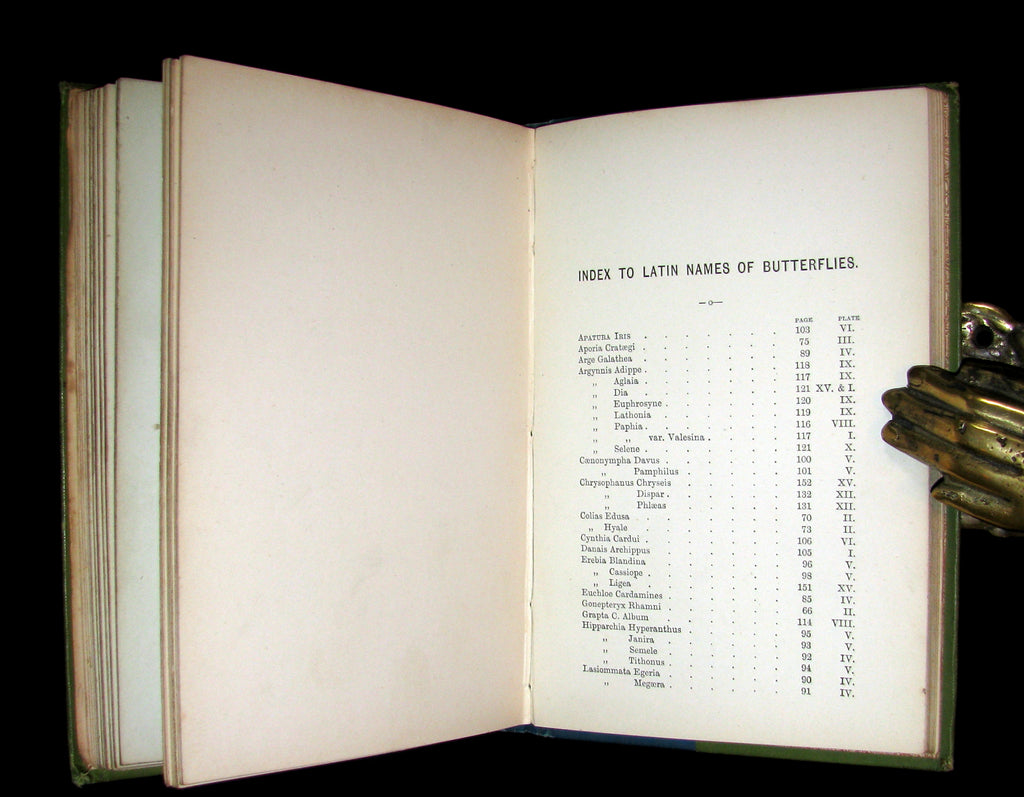 INDEX TO LATIN NAMES OF BUTTERFLIES.
PAGE PLATE
APATURA IRIS . . . . . . 103 VI.
Aporia Cratægi . . . . . . 75 III.
Arge Galathea . . . . . . 89 IV.
Argynnis Adippe . . . . . . 118 IX.
„ Aglaia . . . . . . 117 IX.
„ Dia . . . . . . 121 XV. & I.
„ Euphrosyne . . . . . . 120 IX.
„ Lathonia . . . . . . 119 IX.
„ Paphia . . . . . . 116 VIII.
„ „ var. Valesina . . . . 117 I.
„ Selene . . . . . . 121 X.
Cænonympha Davus . . . . . . 100 V.
„ Pamphilus . . . . . 101 V.
Chrysophanus Chryseis . . . . . 152 XV.
„ Dispar . . . . . 132 XII.
„ Phlæas . . . . . 131 XII.
Colias Edusa . . . . . . 70 II.
„ Hyale . . . . . . 73 II.
Cynthia Cardui . . . . . . 106 VI.
Danais Archippus . . . . . 105 I.
Erebia Blandina . . . . . 96 V.
„ Cassiope . . . . . . 98 V.
„ Ligea . . . . . . 151 XV.
Euchloe Cardamines . . . . . . 85 IV.
Gonepteryx Rhamni . . . . . . 66 II.
Grapta C. Album . . . . . . 114 VIII.
Hipparchia Hyperanthus . . . . . 95 V.
„ Janira . . . . . . 93 V.
„ Semele . . . . . 92 IV.
„ Tithonus . . . . . . 94 V.
Lasiommata Egeria . . . . . . 90 IV.
„ Megæra . . . . . . 91 IV.